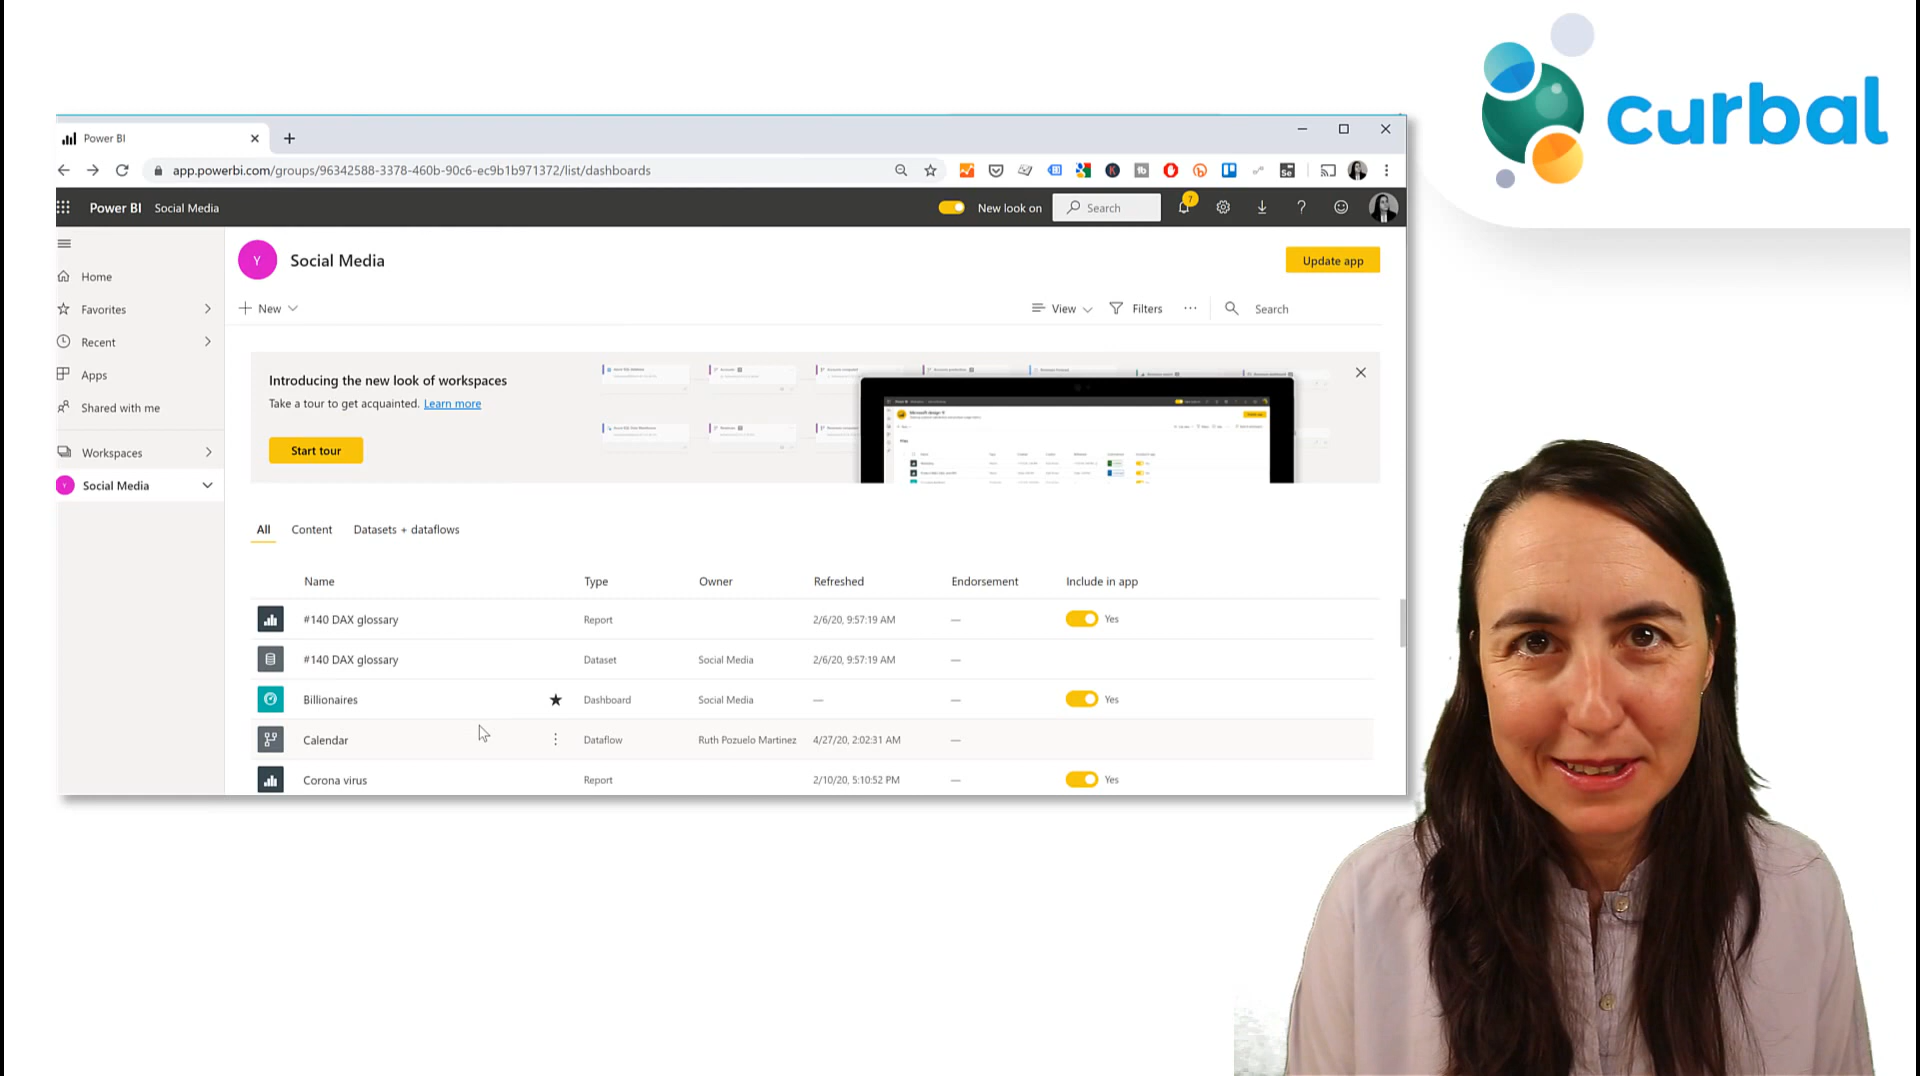 curbal
Power BI
app.powerbi.com/groups/96342588-3378-460b-90c6-ec9b1b971372/list/dashboards
Power BI Social Media New look on Search 7
Y Social Media Update app
Home
Favorites
Recent
Apps
Shared with me
Workspaces
Social Media
New View Filters Search
Introducing the new look of workspaces
Take a tour to get acquainted. Learn more
Start tour
All Content Datasets + dataflows
Name Type Owner Refreshed Endorsement Include in app
#140 DAX glossary Report 2/6/20, 9:57:19 AM — Yes
#140 DAX glossary Dataset Social Media 2/6/20, 9:57:19 AM —
Billionaires Dashboard Social Media — — Yes
Calendar Dataflow Ruth Pozuelo Martinez 4/27/20, 2:02:31 AM —
Corona virus Report 2/10/20, 5:10:52 PM — Yes